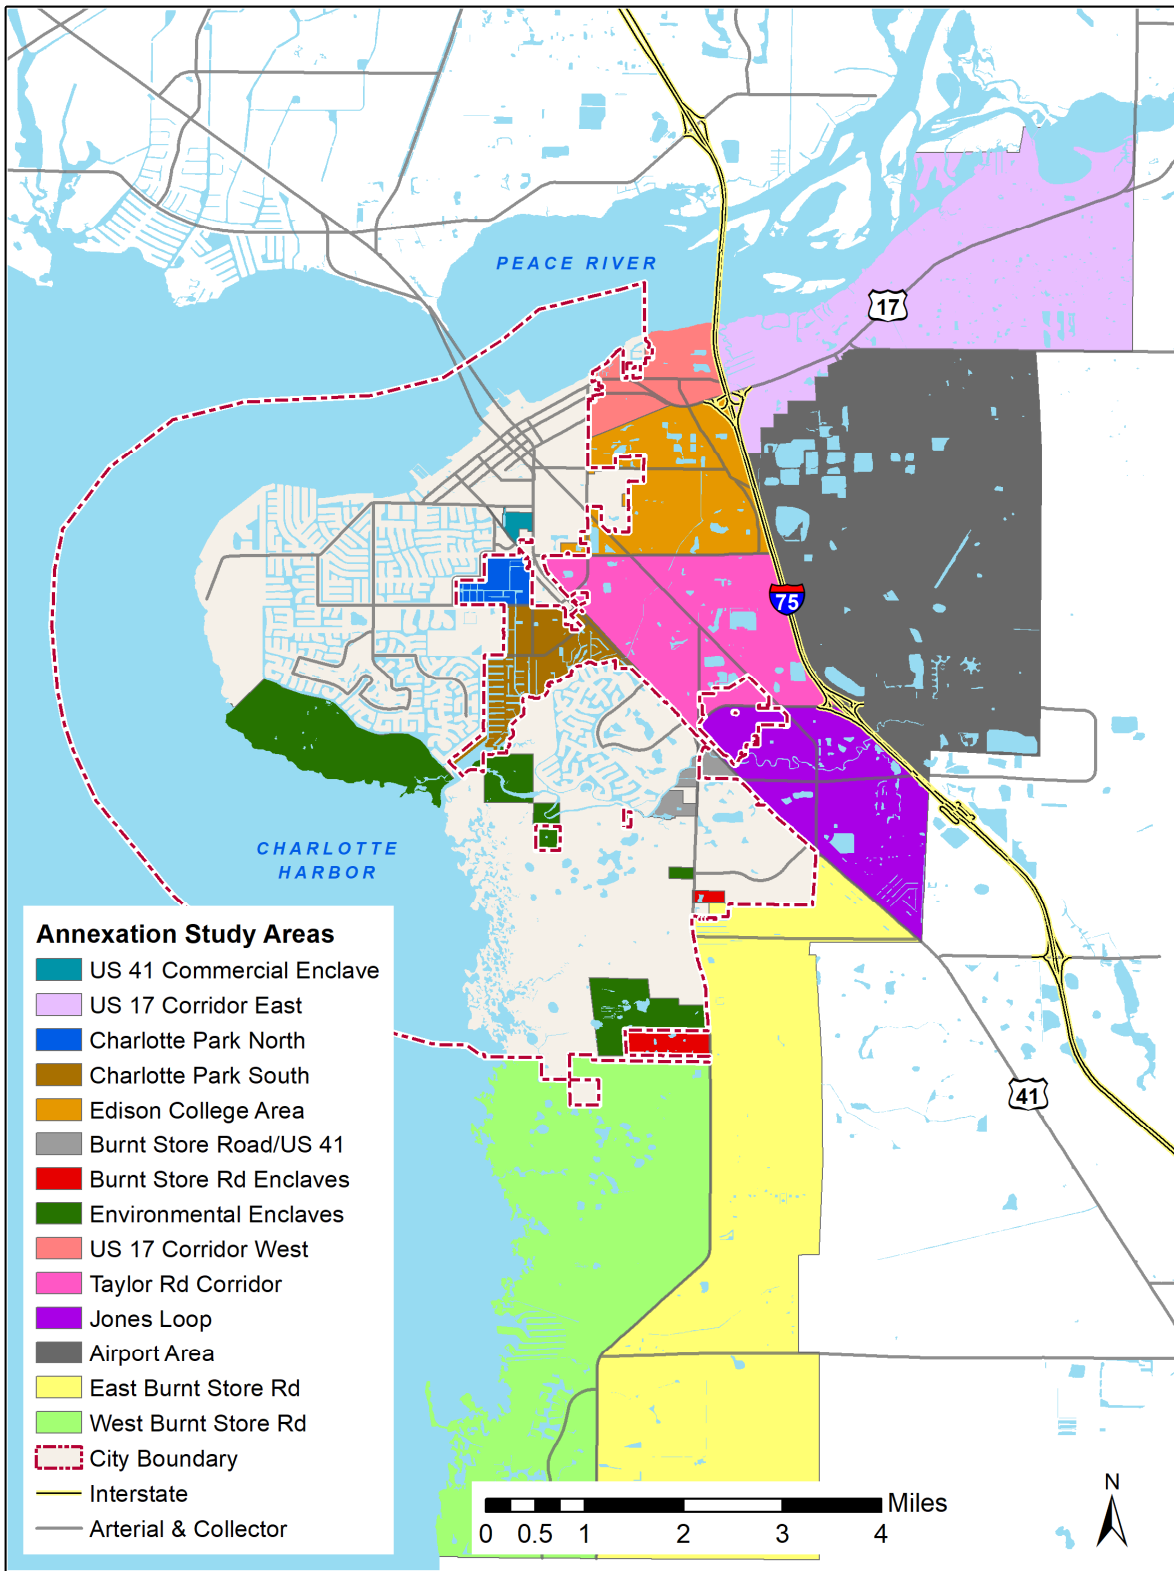 PEACE RIVER
17
75
CHARLOTTE
HARBOR
41
Annexation Study Areas
US 41 Commercial Enclave
US 17 Corridor East
Charlotte Park North
Charlotte Park South
Edison College Area
Burnt Store Road/US 41
Burnt Store Rd Enclaves
Environmental Enclaves
US 17 Corridor West
Taylor Rd Corridor
Jones Loop
Airport Area
East Burnt Store Rd
West Burnt Store Rd
City Boundary
Interstate
Arterial & Collector
Miles
0 0.5 1 2 3 4
N